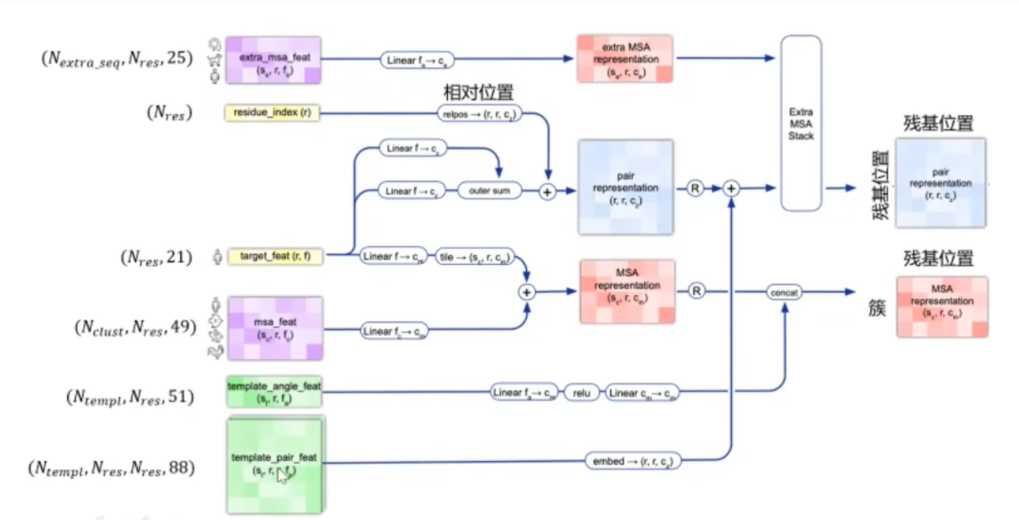 (N_extra_seq, N_res, 25)
extra_msa_feat
(s_e, r, f_e)
Linear f_e→c_e
extra MSA
representation
(s_e, r, c_e)
Extra
MSA
Stack
(N_res)
residue_index (r)
相对位置
relpos → (r, r, c_z)
Linear f→c_z
Linear f→c_z
outer sum
+
pair
representation
(r, r, c_z)
R
+
残基位置
残基位置
pair
representation
(r, r, c_z)
(N_res, 21)
target_feat (r, f)
Linear f→c_m
tile → (s_c, r, c_m)
+
MSA
representation
(s_c, r, c_m)
R
concat
残基位置
簇
MSA
representation
(s_c, r, c_m)
(N_clust, N_res, 49)
msa_feat
(s_c, r, f_c)
Linear f_c→c_m
(N_templ, N_res, 51)
template_angle_feat
(s_t, r, f_a)
Linear f_a→c_m
relu
Linear c_m→c_m
(N_templ, N_res, N_res, 88)
template_pair_feat
(s_t, r,
embed → (r, r, c_z)